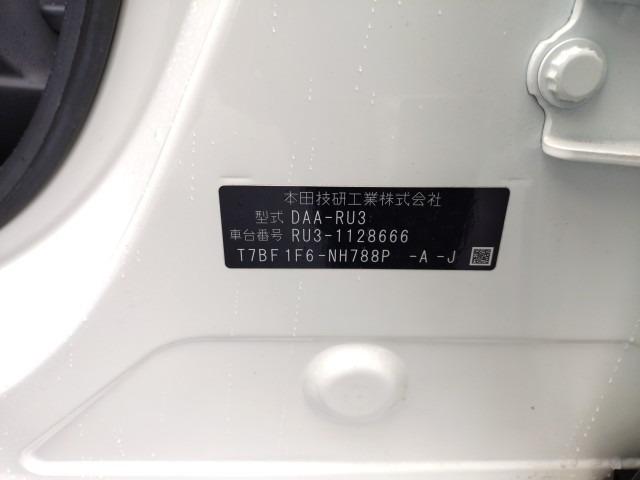 本田技研工業株式会社
型式 DAA-RU3
車台番号 RU3-1128666
T7BF1F6-NH788P -A-J